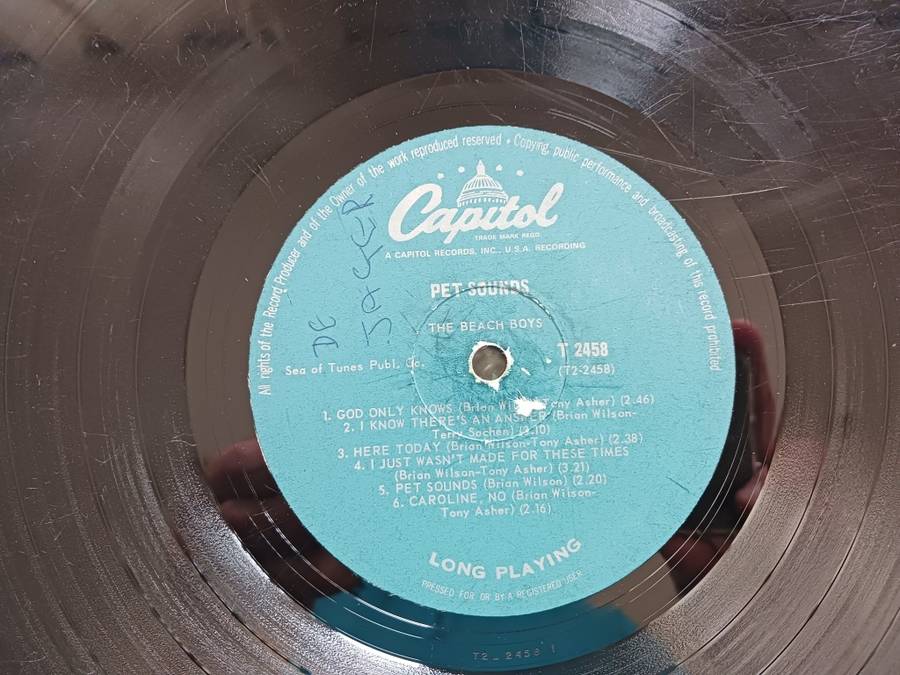 All rights of the Record Producer and of the Owner of the work reproduced reserved • Copying, public performance and broadcasting of this record prohibited
Capitol
TRADE MARK REGD.
A CAPITOL RECORDS, INC., U.S.A. RECORDING
PET SOUNDS
THE BEACH BOYS
DE
Sea of Tunes Publ. Co.
T 2458
(T2-2458)
1. GOD ONLY KNOWS (Brian Wilson-Tony Asher) (2.46)
2. I KNOW THERE'S AN ANSWER (Brian Wilson-
Terry Sachen) (3.10)
3. HERE TODAY (Brian Wilson-Tony Asher) (2.38)
4. I JUST WASN'T MADE FOR THESE TIMES
(Brian Wilson-Tony Asher) (3.21)
5. PET SOUNDS (Brian Wilson) (2.20)
6. CAROLINE, NO (Brian Wilson-
Tony Asher) (2.16)
LONG PLAYING
PRESSED FOR OR BY A REGISTERED USER